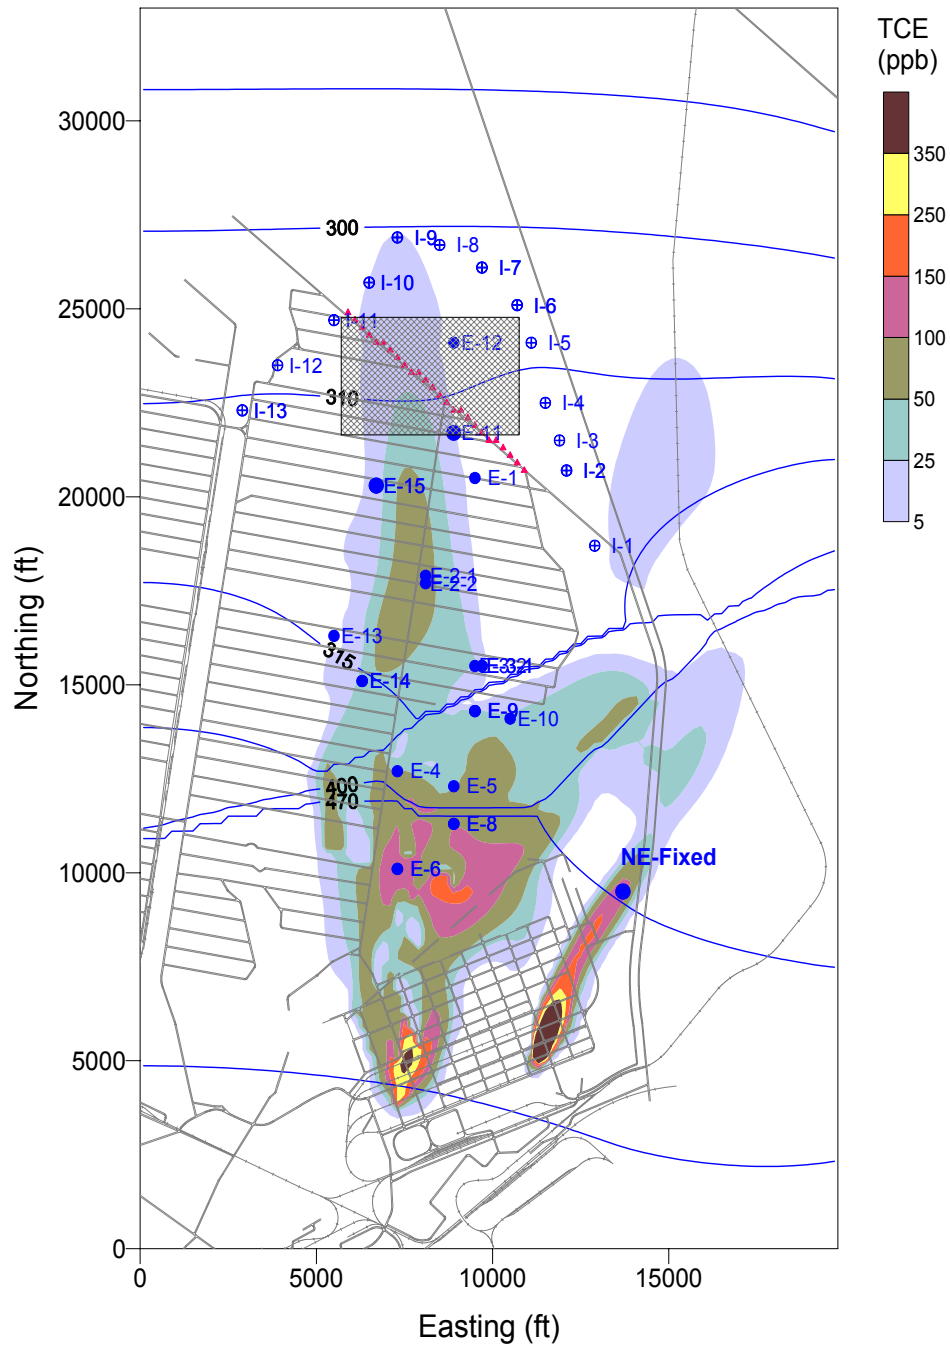 TCE
(ppb)
350
250
150
100
50
25
5
30000
25000
20000
15000
10000
5000
0
0
5000
10000
15000
Northing (ft)
Easting (ft)
300
I-9
I-8
I-7
I-10
I-6
I-11
E-12
I-5
I-12
310
I-4
I-13
E-11
I-3
I-2
E-1
E-15
I-1
E-2-1
E-2-2
E-13
315
E-14
E-9
E-10
E-4
400
E-5
470
E-8
NE-Fixed
E-6